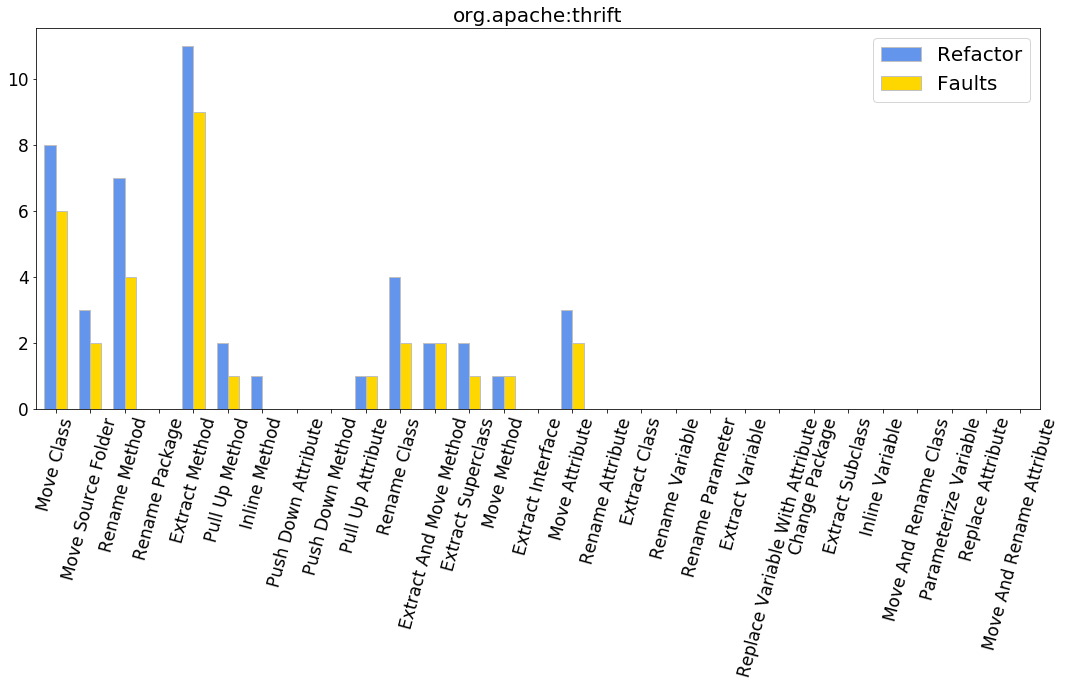 org.apache:thrift
Refactor
Faults
10
8
6
4
2
0
Move Class
Move Source Folder
Rename Method
Rename Package
Extract Method
Pull Up Method
Inline Method
Push Down Attribute
Push Down Method
Pull Up Attribute
Rename Class
Extract And Move Method
Extract Superclass
Move Method
Extract Interface
Move Attribute
Rename Attribute
Extract Class
Rename Variable
Rename Parameter
Extract Variable
Replace Variable With Attribute
Change Package
Extract Subclass
Inline Variable
Move And Rename Class
Parameterize Variable
Replace Attribute
Move And Rename Attribute